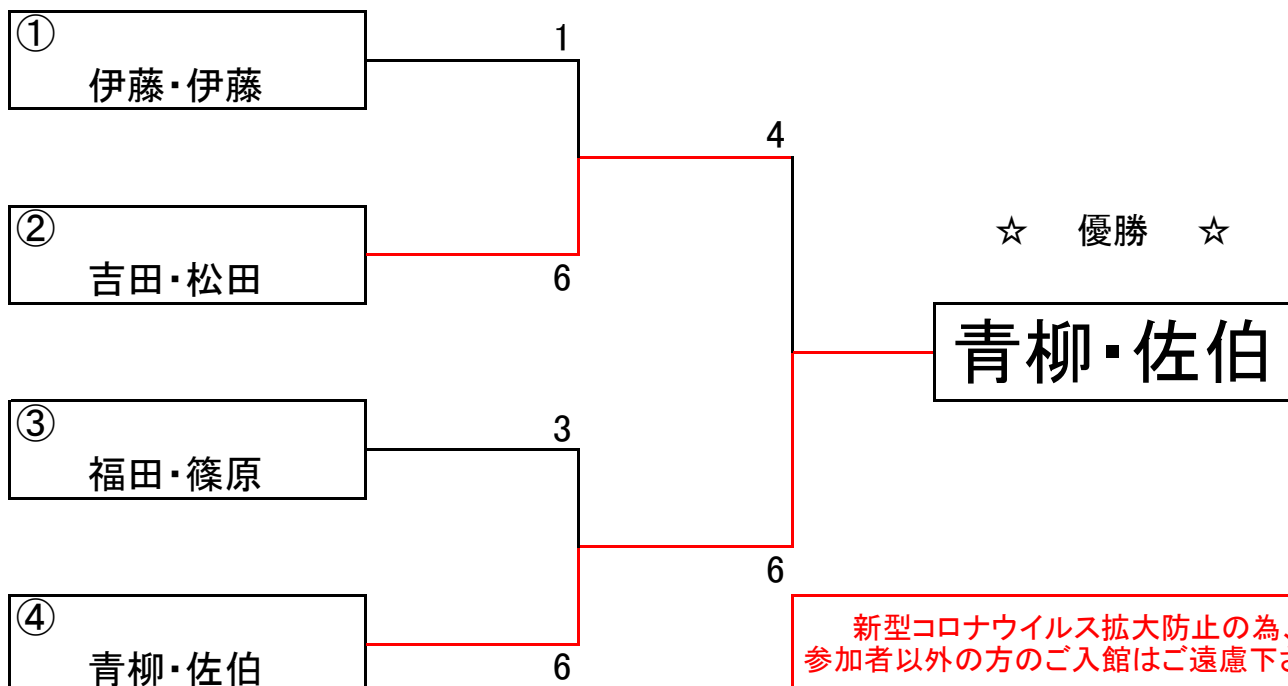 ①
1
伊藤・伊藤
4
②
☆ 優勝 ☆
吉田・松田
6
青柳・佐伯
③
3
福田・篠原
6
④
新型コロナウイルス拡大防止の為、
参加者以外の方のご入館はご遠慮下さ
青柳・佐伯
6